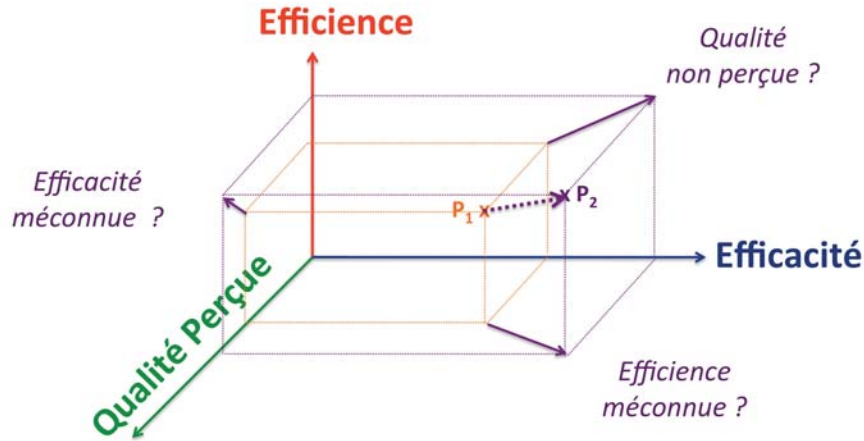 Efficience
Qualité
non perçue ?
Efficacité
méconnue ?
P1
P2
Efficacité
Qualité Perçue
Efficience
méconnue ?